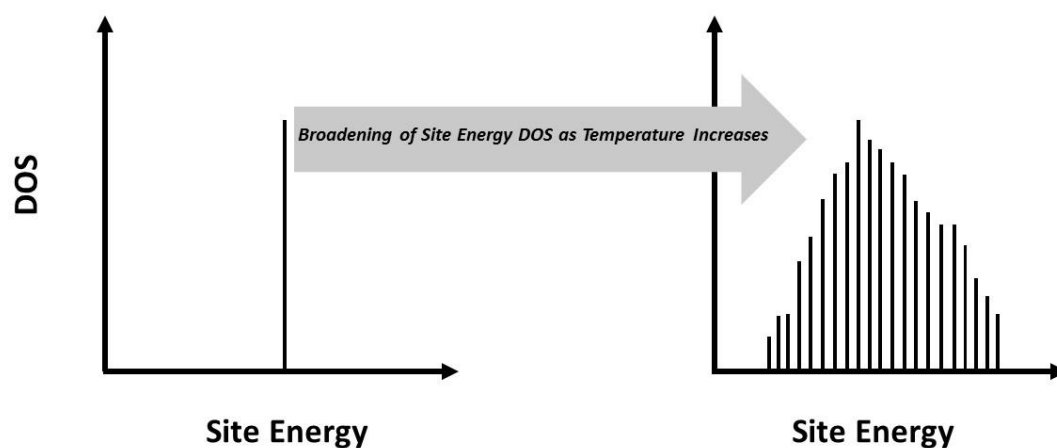 Broadening of Site Energy DOS as Temperature Increases
DOS
Site Energy
Site Energy